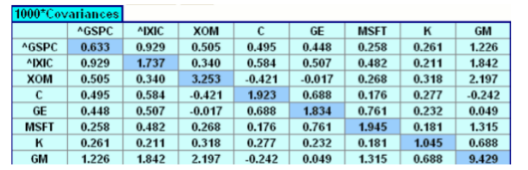 1000*Covariances
^GSPC ^IXIC XOM C GE MSFT K GM
^GSPC 0.633 0.929 0.505 0.495 0.448 0.258 0.261 1.226
^IXIC 0.929 1.737 0.340 0.584 0.507 0.482 0.211 1.842
XOM 0.505 0.340 3.253 -0.421 -0.017 0.268 0.318 2.197
C 0.495 0.584 -0.421 1.923 0.688 0.176 0.277 -0.242
GE 0.448 0.507 -0.017 0.688 1.834 0.761 0.232 0.049
MSFT 0.258 0.482 0.268 0.176 0.761 1.945 0.181 1.315
K 0.261 0.211 0.318 0.277 0.232 0.181 1.045 0.688
GM 1.226 1.842 2.197 -0.242 0.049 1.315 0.688 9.429